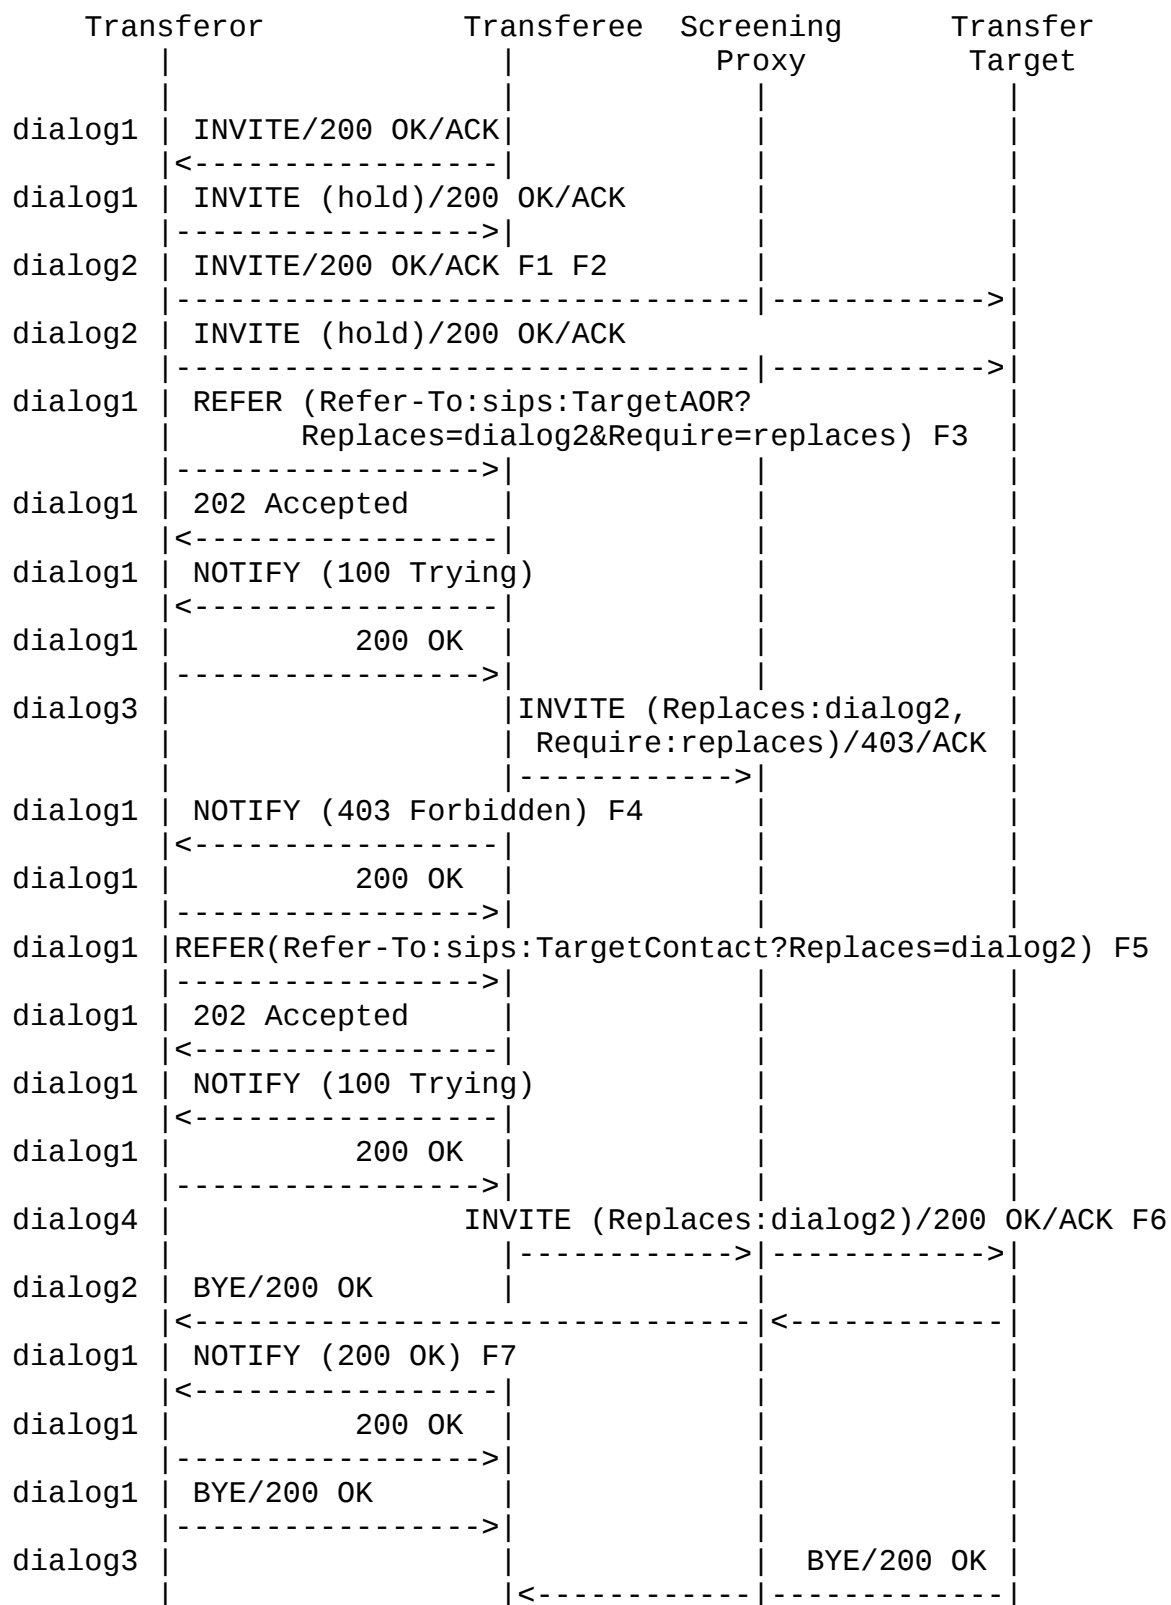 Transferor Transferee Screening Transfer
Proxy Target
dialog1 INVITE/200 OK/ACK
dialog1 INVITE (hold)/200 OK/ACK
dialog2 INVITE/200 OK/ACK F1 F2
dialog2 INVITE (hold)/200 OK/ACK
dialog1 REFER (Refer-To:sips:TargetAOR?
Replaces=dialog2&Require=replaces) F3
dialog1 202 Accepted
dialog1 NOTIFY (100 Trying)
dialog1 200 OK
dialog3 INVITE (Replaces:dialog2,
Require:replaces)/403/ACK
dialog1 NOTIFY (403 Forbidden) F4
dialog1 200 OK
dialog1 REFER(Refer-To:sips:TargetContact?Replaces=dialog2) F5
dialog1 202 Accepted
dialog1 NOTIFY (100 Trying)
dialog1 200 OK
dialog4 INVITE (Replaces:dialog2)/200 OK/ACK F6
dialog2 BYE/200 OK
dialog1 NOTIFY (200 OK) F7
dialog1 200 OK
dialog1 BYE/200 OK
dialog3 BYE/200 OK